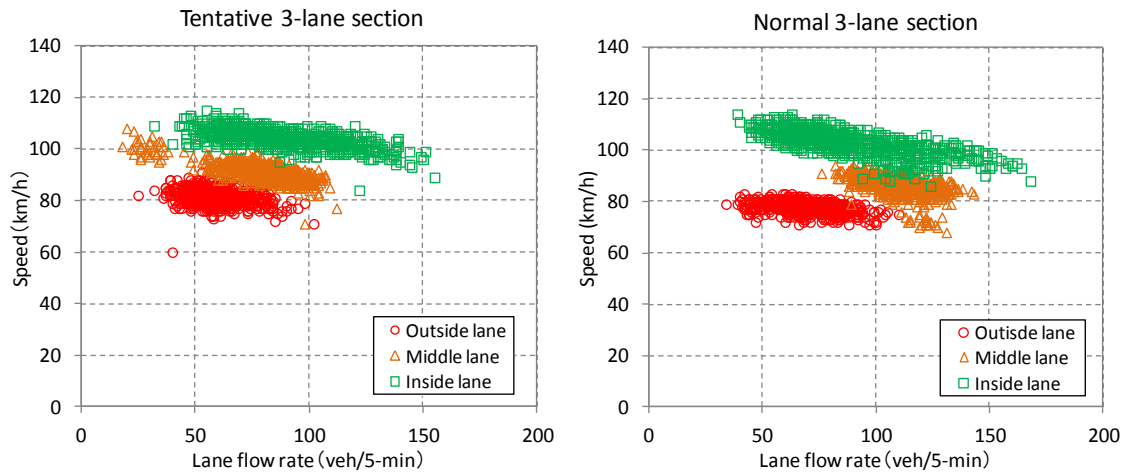 Tentative 3-lane section
140
120
100
80
60
40
20
0
Speed (km/h)
Outside lane
Middle lane
Inside lane
0 50 100 150 200
Lane flow rate (veh/5-min)
Normal 3-lane section
140
120
100
80
60
40
20
0
Speed (km/h)
Outisde lane
Middle lane
Inside lane
0 50 100 150 200
Lane flow rate (veh/5-min)